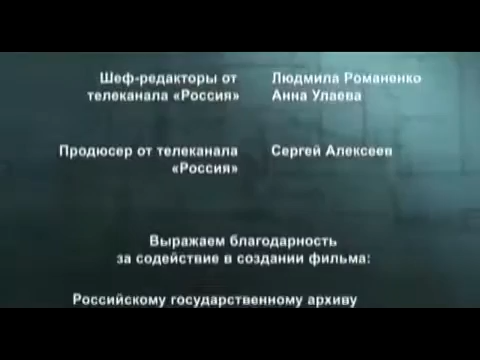 Шеф-редакторы от Людмила Романенко
телеканала «Россия» Анна Улаева
Продюсер от телеканала Сергей Алексеев
«Россия»
Выражаем благодарность
за содействие в создании фильма:
Российскому государственному архиву